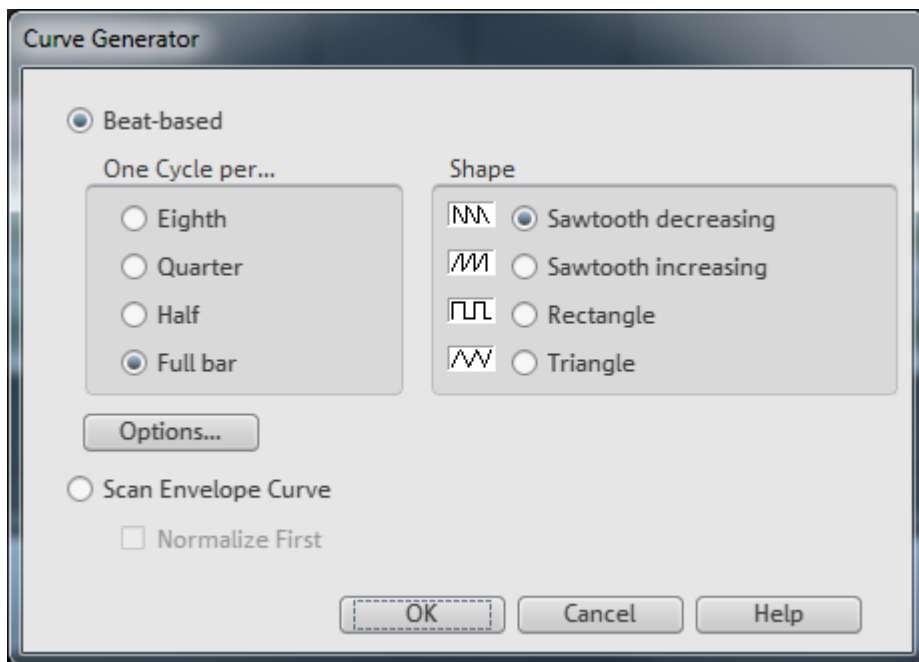 Curve Generator
Beat-based
One Cycle per...
Eighth
Quarter
Half
Full bar
Shape
Sawtooth decreasing
Sawtooth increasing
Rectangle
Triangle
Options...
Scan Envelope Curve
Normalize First
OK
Cancel
Help